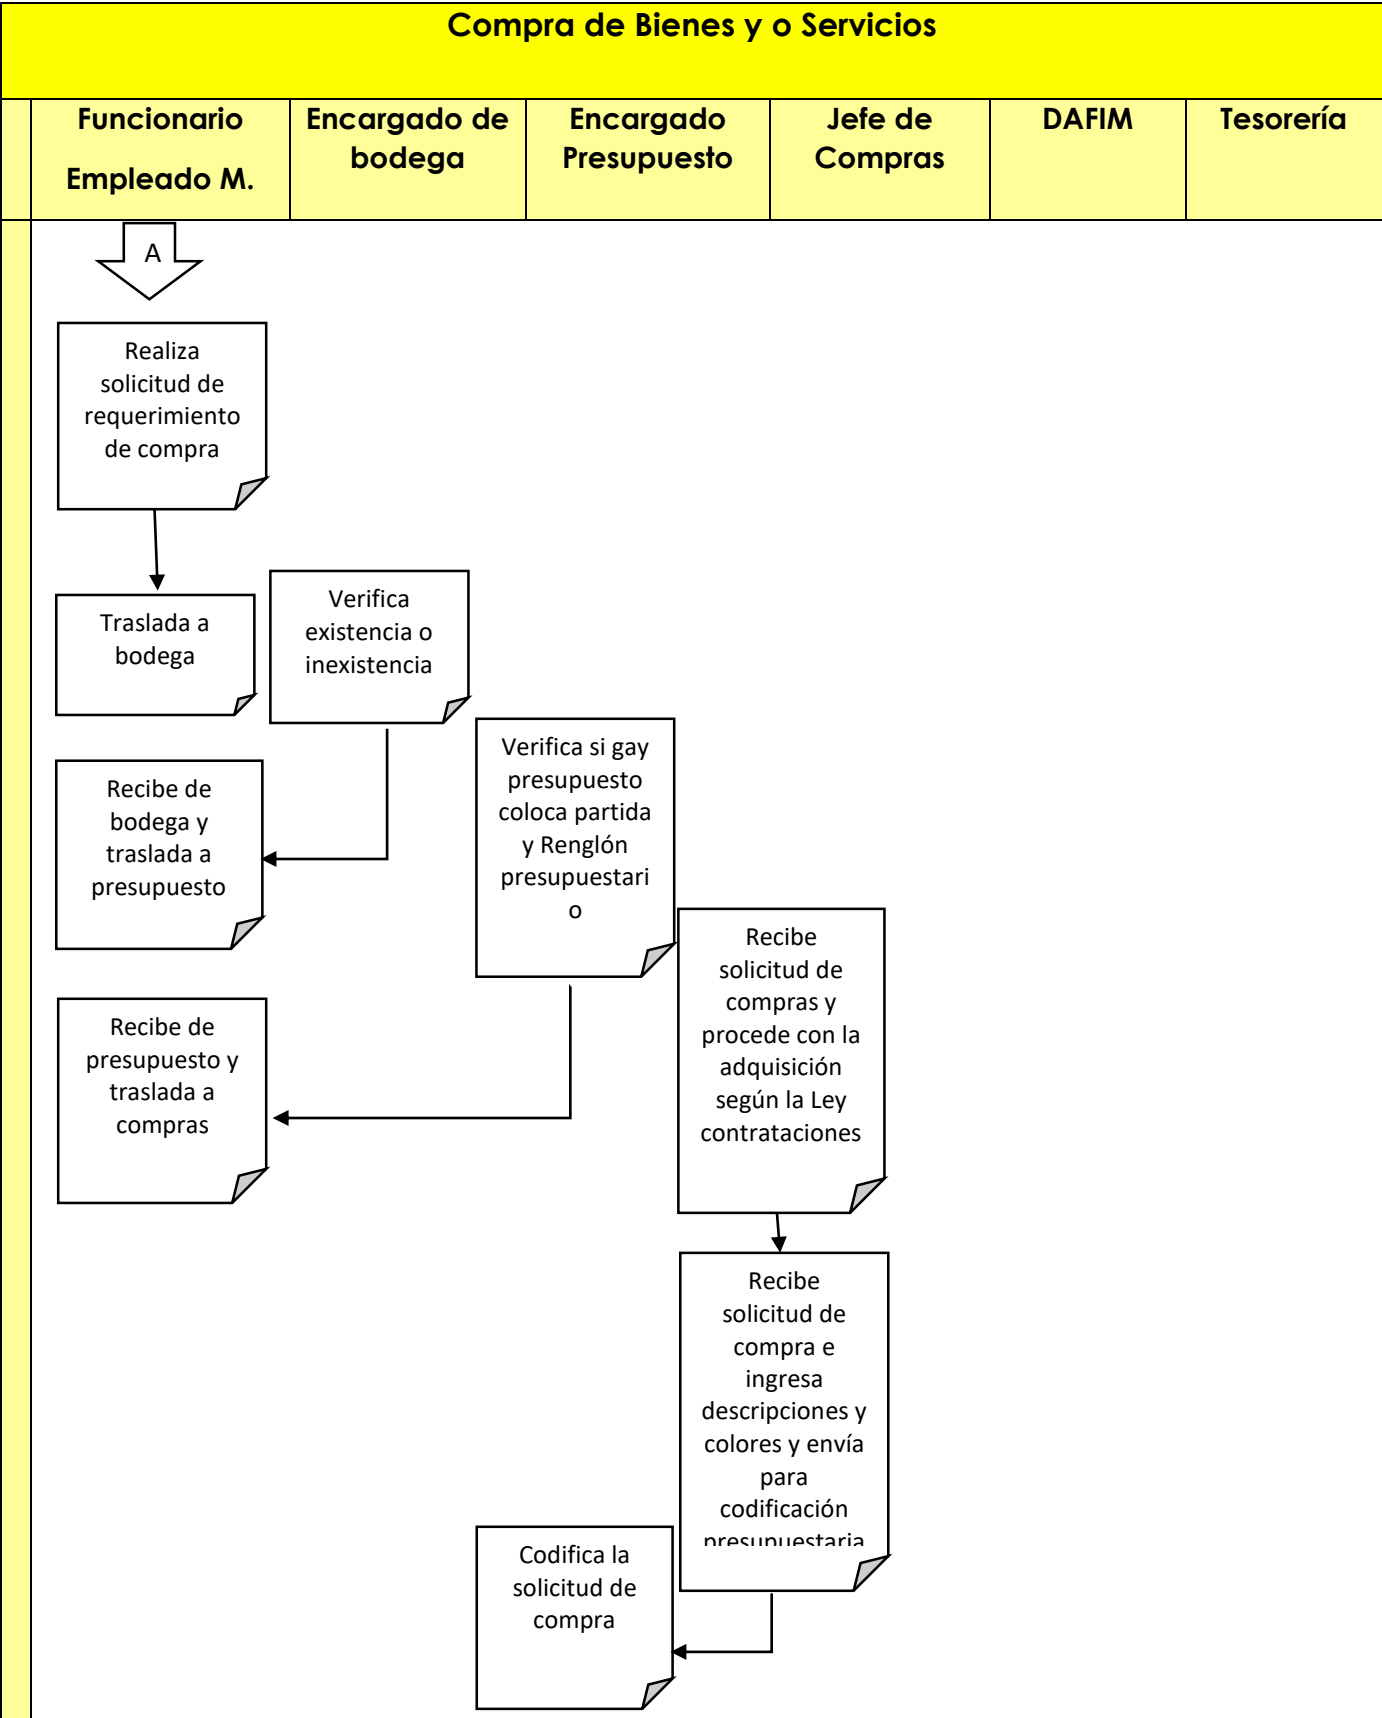 Compra de Bienes y o Servicios
Funcionario
Empleado M.
Encargado de
bodega
Encargado
Presupuesto
Jefe de
Compras
DAFIM
Tesorería
A
Realiza
solicitud de
requerimiento
de compra
Traslada a
bodega
Verifica
existencia o
inexistencia
Recibe de
bodega y
traslada a
presupuesto
Verifica si gay
presupuesto
coloca partida
y Renglón
presupuestari
o
Recibe de
presupuesto y
traslada a
compras
Recibe
solicitud de
compras y
procede con la
adquisición
según la Ley
contrataciones
Recibe
solicitud de
compra e
ingresa
descripciones y
colores y envía
para
codificación
presupuestaria
Codifica la
solicitud de
compra